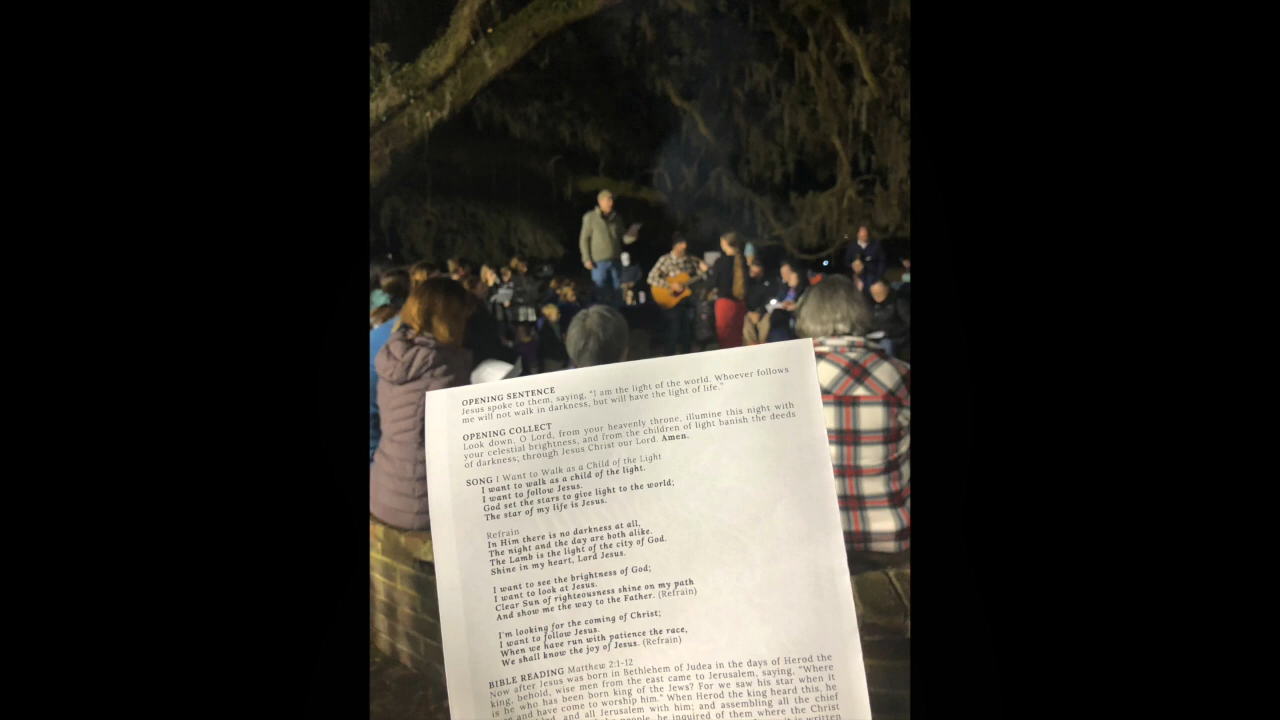 OPENING SENTENCE
Jesus spoke to them, saying, "I am the light of the world. Whoever follows
me will not walk in darkness, but will have the light of life."
OPENING COLLECT
Look down, O Lord, from your heavenly throne, illumine this night with
your celestial brightness, and from the children of light banish the deeds
of darkness; through Jesus Christ our Lord. Amen.
SONG I Want to Walk as a Child of the Light
I want to walk as a child of the light.
I want to follow Jesus.
God set the stars to give light to the world;
The star of my life is Jesus.
Refrain
In Him there is no darkness at all,
The night and the day are both alike.
The Lamb is the light of the city of God.
Shine in my heart, Lord Jesus.
I want to see the brightness of God;
I want to look at Jesus.
Clear Sun of righteousness shine on my path
And show me the way to the Father. (Refrain)
I'm looking for the coming of Christ;
I want to follow Jesus.
When we have run with patience the race,
We shall know the joy of Jesus. (Refrain)
BIBLE READING Matthew 2:1-12
Now after Jesus was born in Bethlehem of Judea in the days of Herod the
king, behold, wise men from the east came to Jerusalem, saying, "Where
is he who has been born king of the Jews? For we saw his star when it
and have come to worship him." When Herod the king heard this, he
and all Jerusalem with him; and assembling all the chief
people, he inquired of them where the Christ
it is written